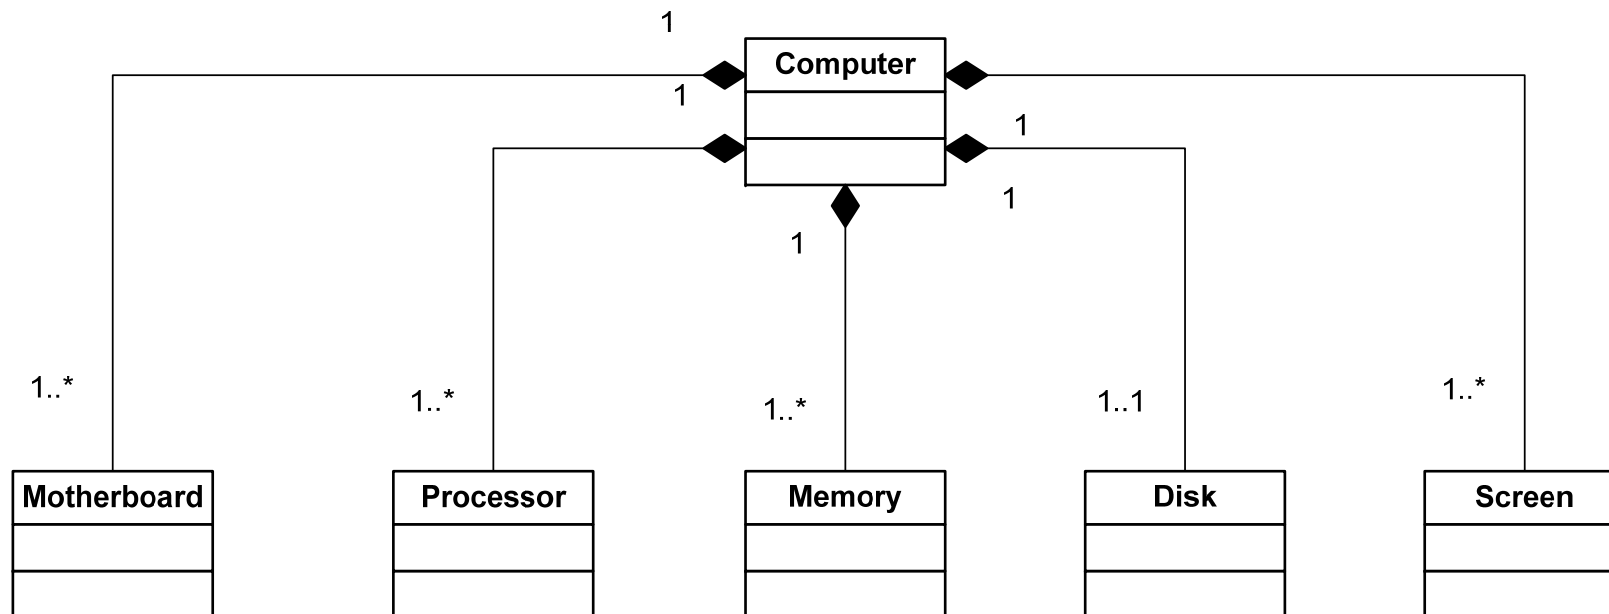 1
Computer
1
1
1
1
1..*
1..*
1..*
1..1
1..*
Motherboard
Processor
Memory
Disk
Screen